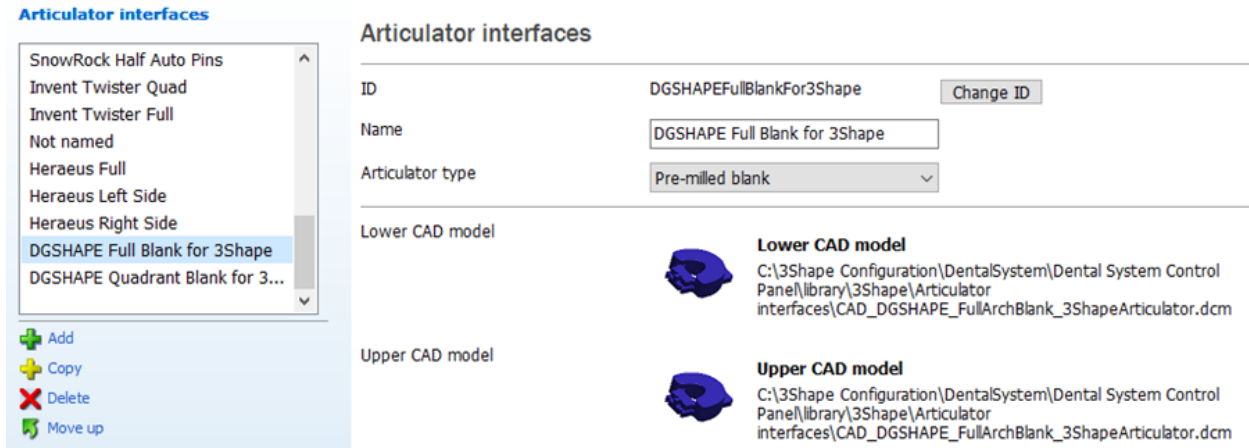 Articulator interfaces
SnowRock Half Auto Pins
Invent Twister Quad
Invent Twister Full
Not named
Heraeus Full
Heraeus Left Side
Heraeus Right Side
DGSHAPE Full Blank for 3Shape
DGSHAPE Quadrant Blank for 3...
Add
Copy
Delete
Move up
Articulator interfaces
ID
DGSHAPEFullBlankFor3Shape
Change ID
Name
DGSHAPE Full Blank for 3Shape
Articulator type
Pre-milled blank
Lower CAD model
Lower CAD model
C:\3Shape Configuration\DentalSystem\Dental System Control
Panel\library\3Shape\Articulator
interfaces\CAD_DGSHAPE_FullArchBlank_3ShapeArticulator.dcm
Upper CAD model
Upper CAD model
C:\3Shape Configuration\DentalSystem\Dental System Control
Panel\library\3Shape\Articulator
interfaces\CAD_DGSHAPE_FullArchBlank_3ShapeArticulator.dcm